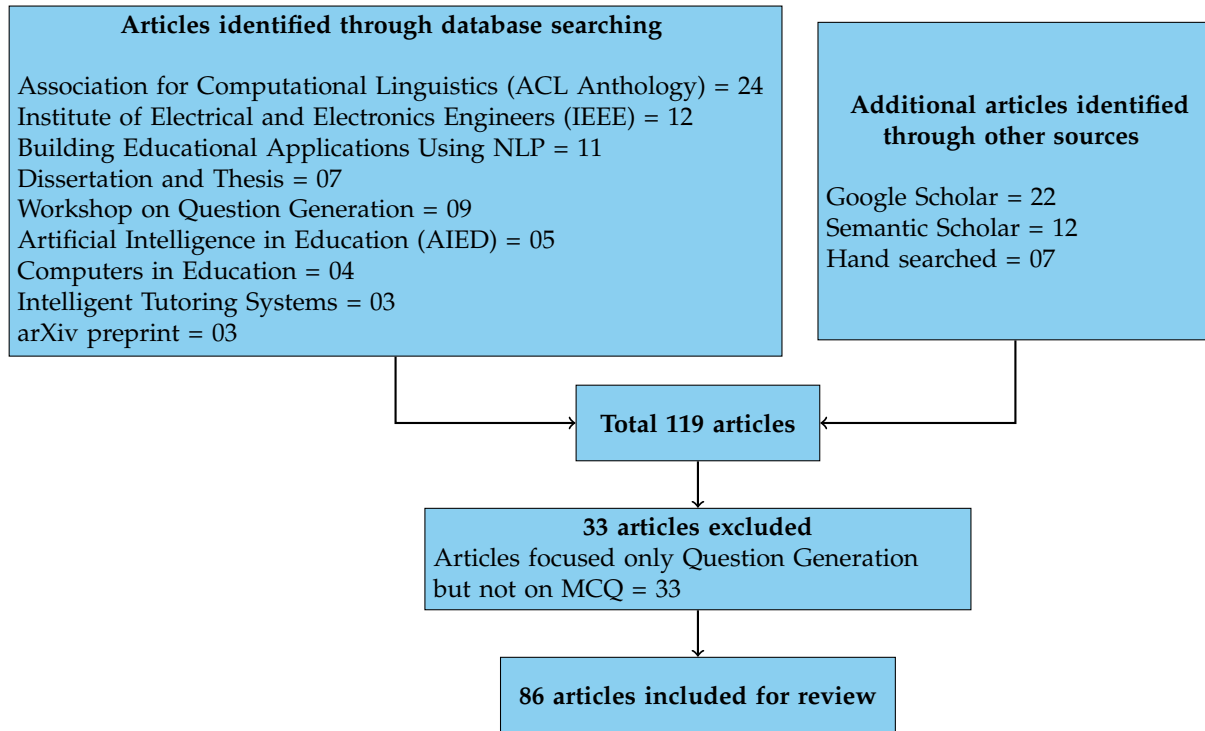 Articles identified through database searching
Association for Computational Linguistics (ACL Anthology) = 24
Institute of Electrical and Electronics Engineers (IEEE) = 12
Building Educational Applications Using NLP = 11
Dissertation and Thesis = 07
Workshop on Question Generation = 09
Artificial Intelligence in Education (AIED) = 05
Computers in Education = 04
Intelligent Tutoring Systems = 03
arXiv preprint = 03
Additional articles identified
through other sources
Google Scholar = 22
Semantic Scholar = 12
Hand searched = 07
Total 119 articles
33 articles excluded
Articles focused only Question Generation
but not on MCQ = 33
86 articles included for review